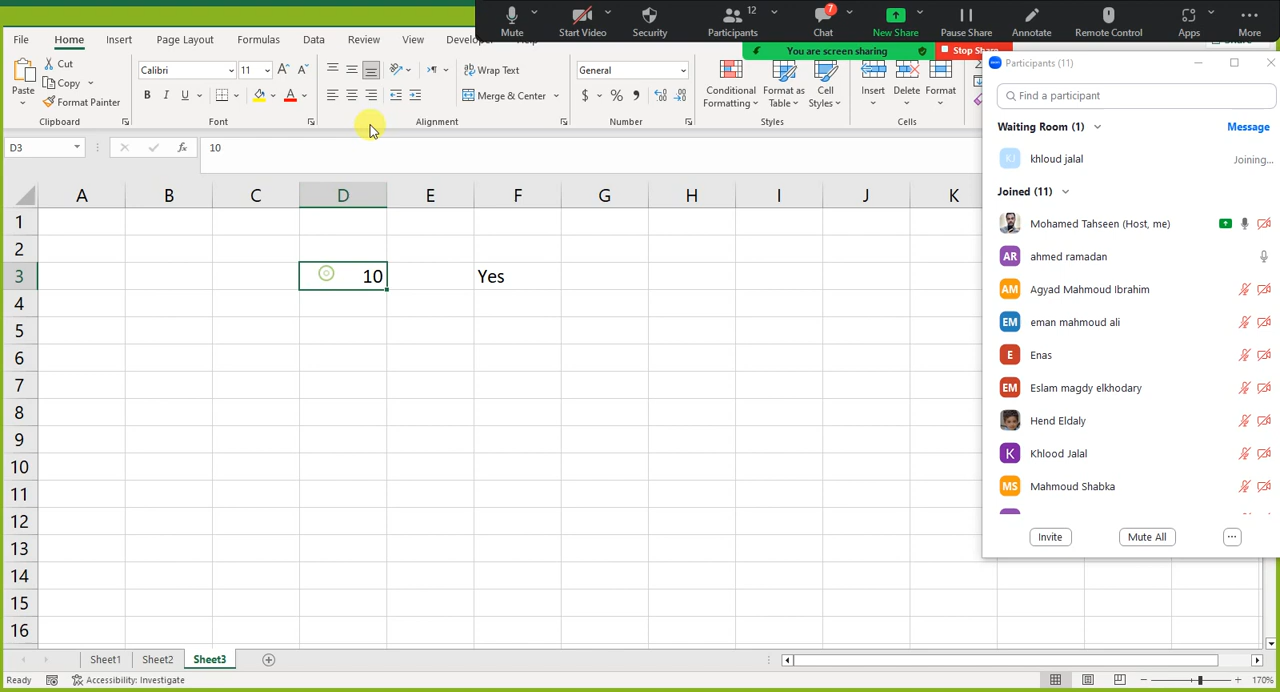 Mute
Start Video
Security
Participants
12
Chat
7
New Share
Pause Share
Annotate
Remote Control
Apps
More
You are screen sharing
Stop Share
File
Home
Insert
Page Layout
Formulas
Data
Review
View
Paste
Cut
Copy
Format Painter
Clipboard
Calibri
11
B I U
Font
Wrap Text
Merge & Center
Alignment
General
$ %
Number
Conditional
Formatting
Format as
Table
Cell
Styles
Styles
Insert
Delete
Format
Cells
D3
fx
10
A B C D E F G H I J K
1
2
3
10
Yes
4
5
6
7
8
9
10
11
12
13
14
15
16
Participants (11)
Find a participant
Waiting Room (1)
Message
KJ
khloud jalal
Joining...
Joined (11)
Mohamed Tahseen (Host, me)
AR
ahmed ramadan
AM
Agyad Mahmoud Ibrahim
EM
eman mahmoud ali
E
Enas
EM
Eslam magdy elkhodary
Hend Eldaly
K
Khlood Jalal
MS
Mahmoud Shabka
Invite
Mute All
Sheet1
Sheet2
Sheet3
Ready
Accessibility: Investigate
170%